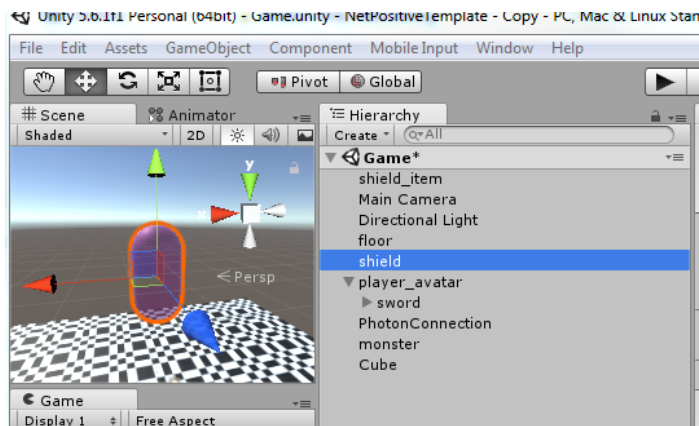 Unity 5.6.1f1 Personal (64bit) - Game.unity - NetPositiveTemplate - Copy - PC, Mac & Linux Stan
File Edit Assets GameObject Component Mobile Input Window Help
Pivot Global
Scene Animator
Shaded 2D
y
x
Persp
Game
Display 1 Free Aspect
Hierarchy
Create All
Game*
shield_item
Main Camera
Directional Light
floor
shield
player_avatar
sword
PhotonConnection
monster
Cube